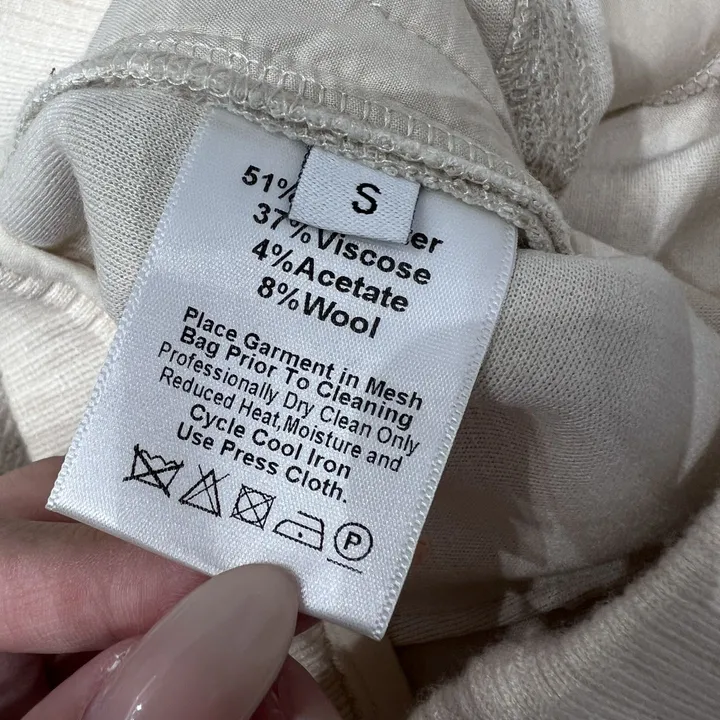 S
51%
37%Viscose
4%Acetate
8%Wool
Place Garment in Mesh
Bag Prior To Cleaning
Professionally Dry Clean Only
Reduced Heat,Moisture and
Cycle Cool Iron
Use Press Cloth.
P